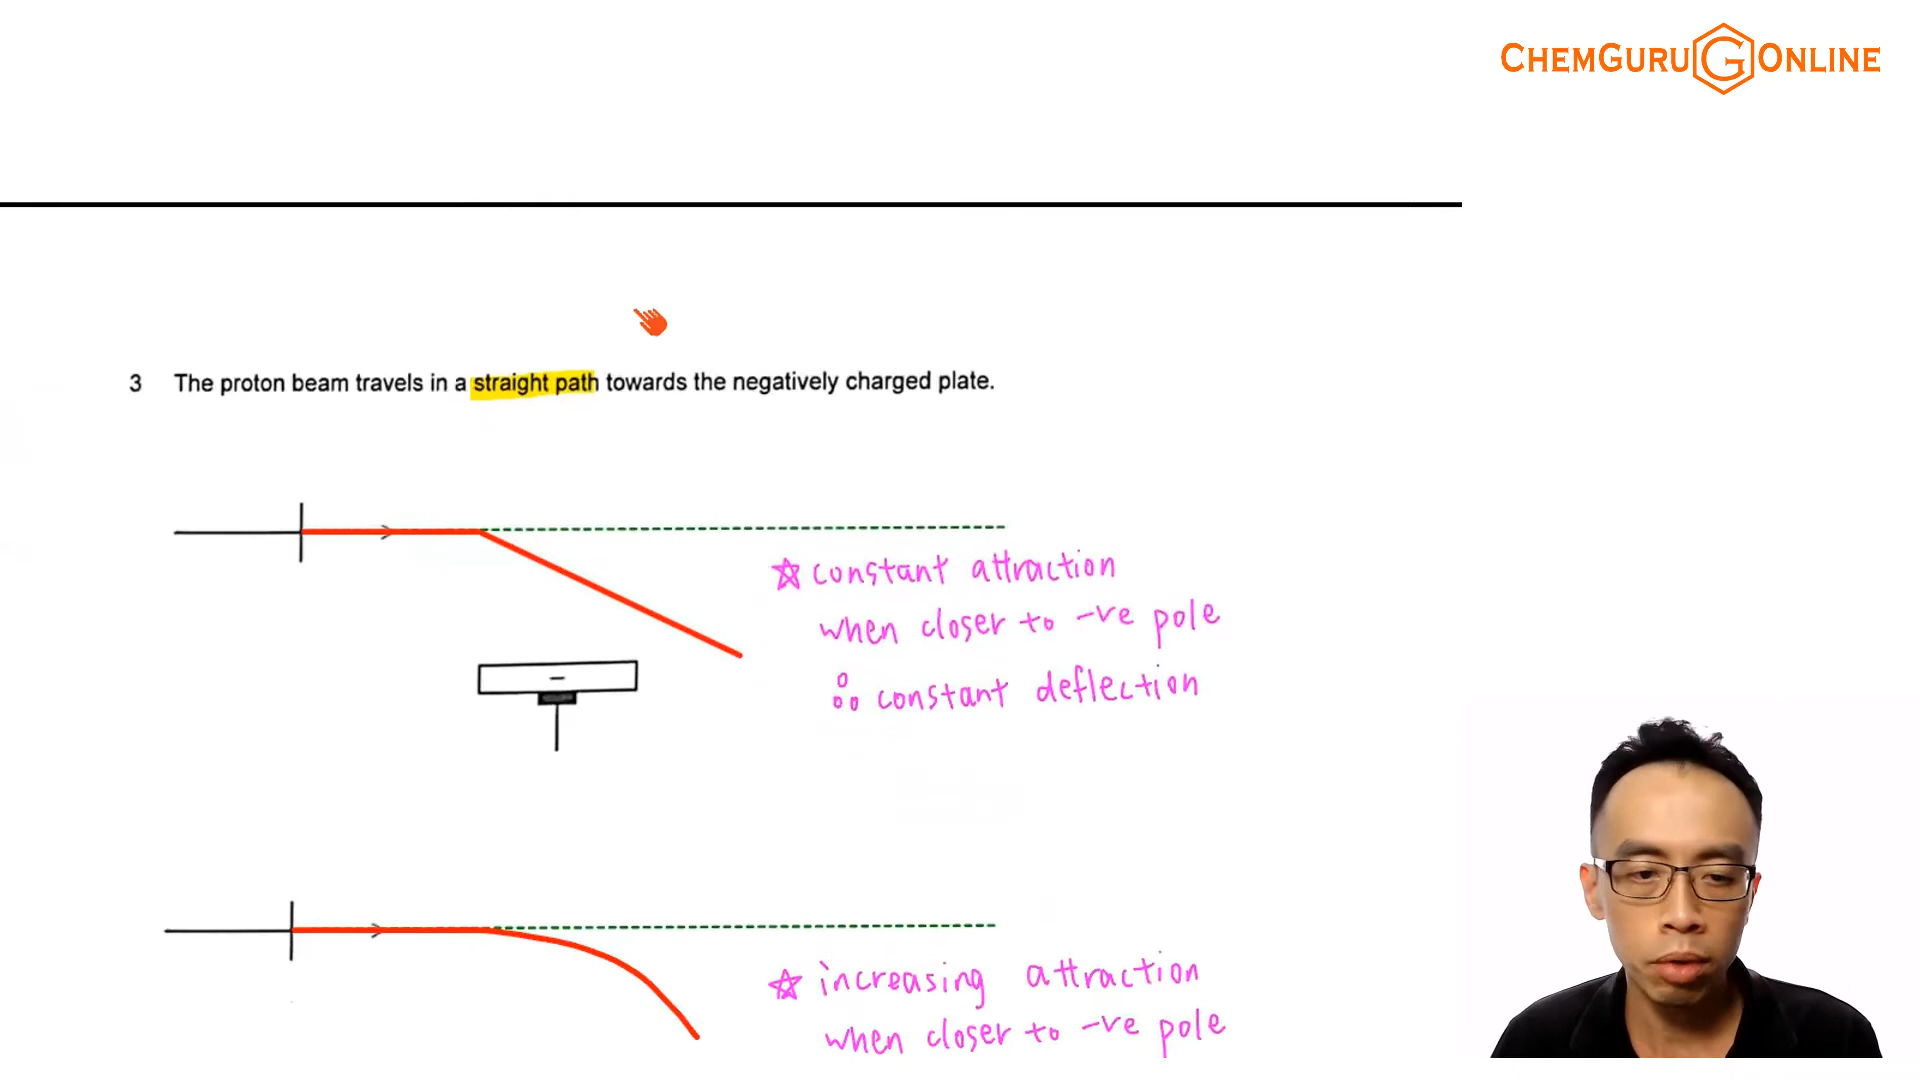 CHEMGURU G ONLINE
3 The proton beam travels in a straight path towards the negatively charged plate.
☆ constant attraction
when closer to -ve pole
∴ constant deflection
−
☆ increasing attraction
when closer to -ve pole